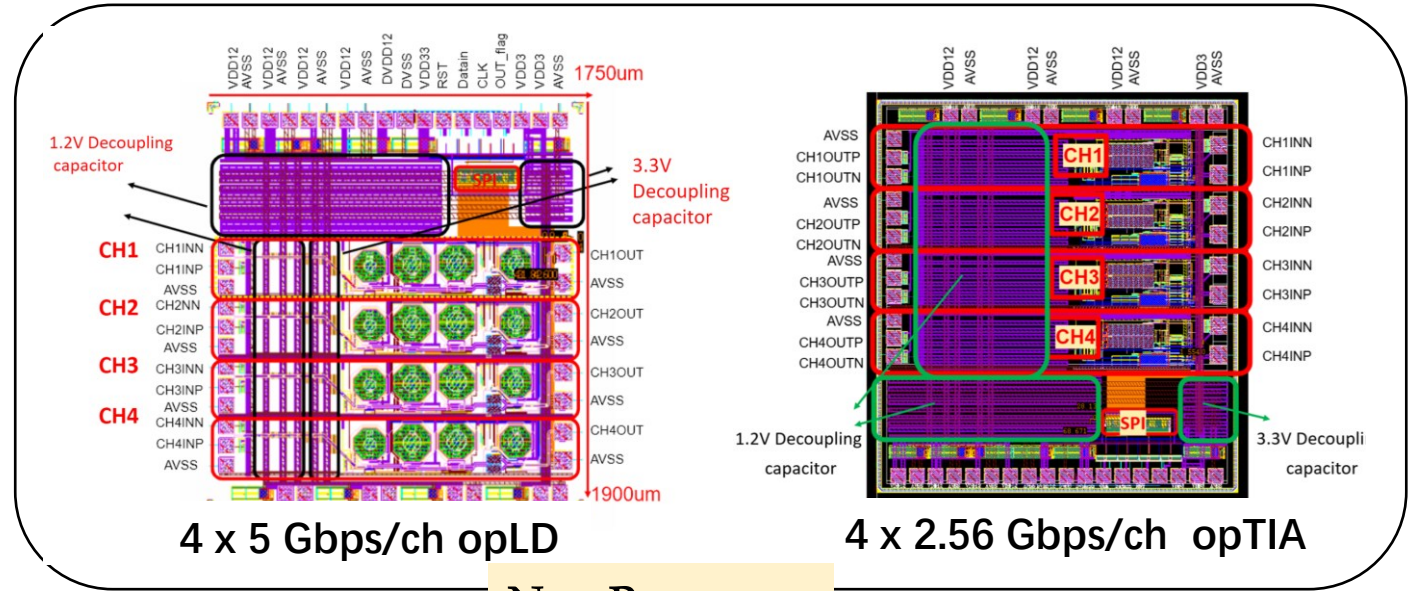 VDD12
AVSS
VDD12
AVSS
VDD12
AVSS
VDD12
AVSS
DVDD12
DVSS
VDD33
RST
Datain
CLK
OUT_flag
VDD3
VDD3
AVSS
1750um
1.2V Decoupling
capacitor
3.3V
Decoupling
capacitor
SPI
CH1
CH1INN
CH1INP
AVSS
CH2
CH2NN
CH2INP
AVSS
CH3
CH3INN
CH3INP
AVSS
CH4
CH4INN
CH4INP
AVSS
CH1OUT
AVSS
CH2OUT
AVSS
CH3OUT
AVSS
CH4OUT
AVSS
1900um
4 x 5 Gbps/ch opLD
VDD12
AVSS
VDD12
AVSS
VDD12
AVSS
VDD3
AVSS
AVSS
CH1OUTP
CH1OUTN
AVSS
CH2OUTP
CH2OUTN
AVSS
CH3OUTP
CH3OUTN
AVSS
CH4OUTP
CH4OUTN
CH1
CH2
CH3
CH4
CH1INN
CH1INP
CH2INN
CH2INP
CH3INN
CH3INP
CH4INN
CH4INP
SPI
1.2V Decoupling
capacitor
3.3V Decoupli
capacitor
4 x 2.56 Gbps/ch opTIA